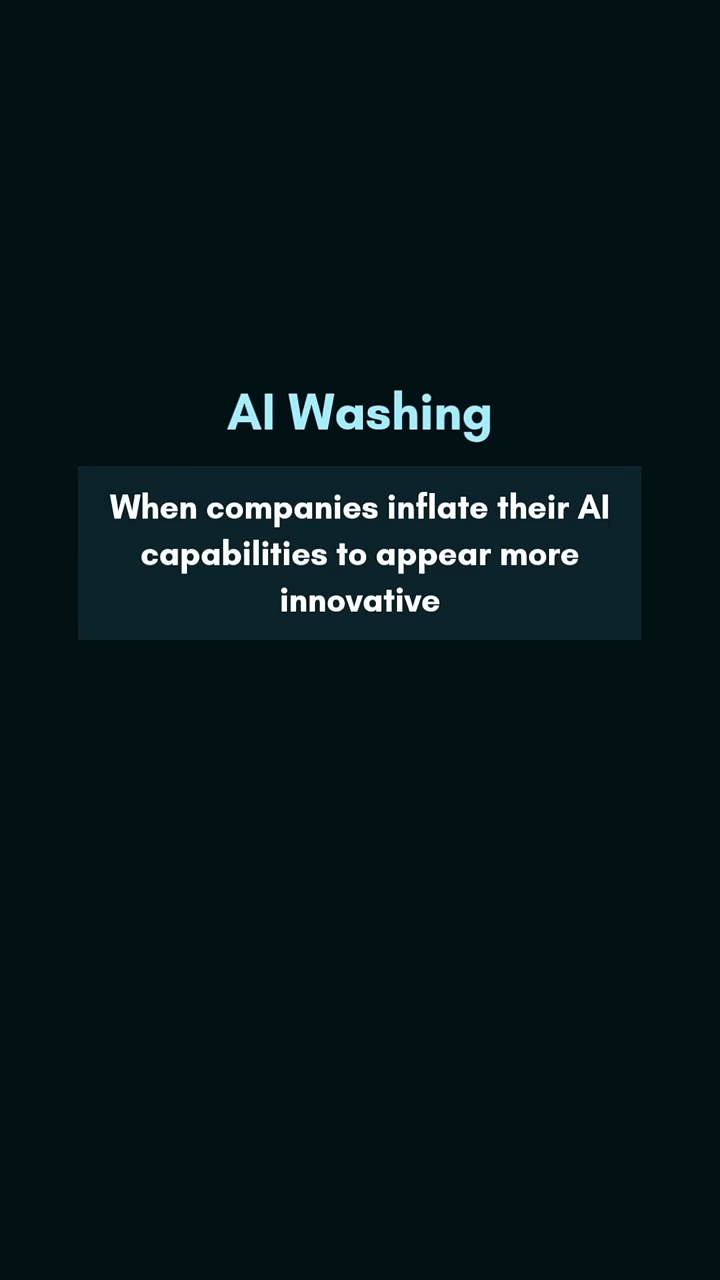 AI Washing
When companies inflate their AI
capabilities to appear more
innovative